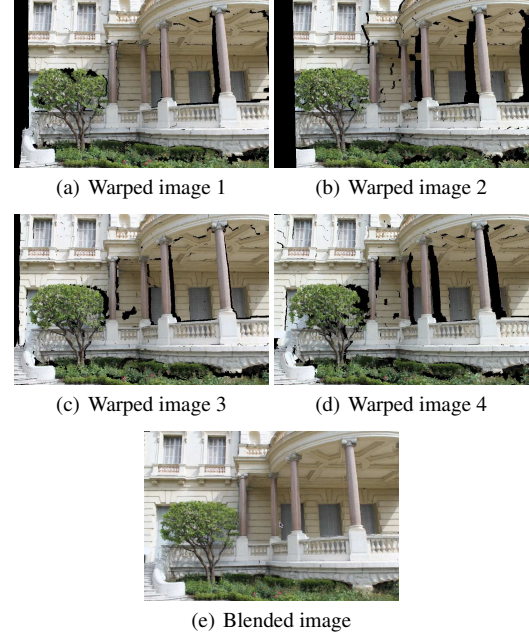 (a) Warped image 1
(b) Warped image 2
(c) Warped image 3
(d) Warped image 4
(e) Blended image